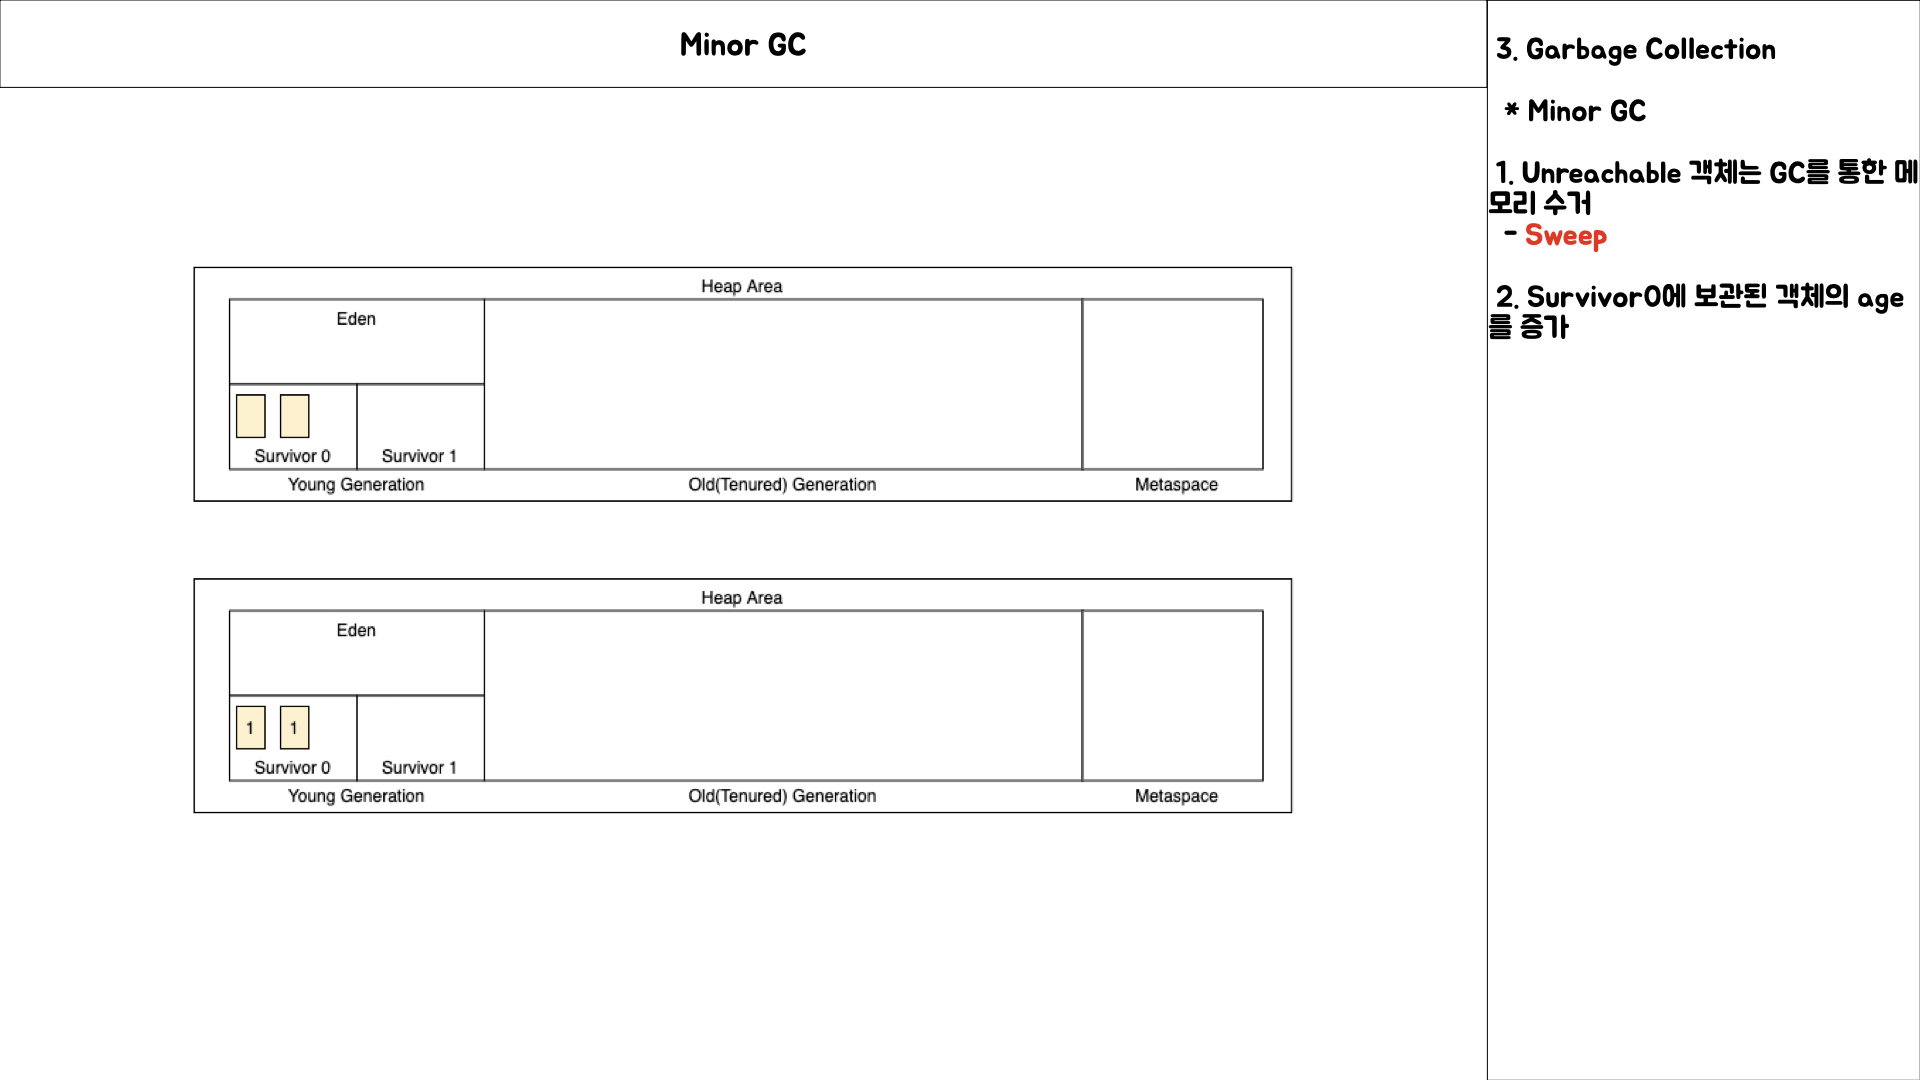 Minor GC
Heap Area
Eden
Survivor 0
Survivor 1
Young Generation
Old(Tenured) Generation
Metaspace
Heap Area
Eden
1
1
Survivor 0
Survivor 1
Young Generation
Old(Tenured) Generation
Metaspace
3. Garbage Collection
* Minor GC
1. Unreachable 객체는 GC를 통한 메
모리 수거
- Sweep
2. Survivor0에 보관된 객체의 age
를 증가